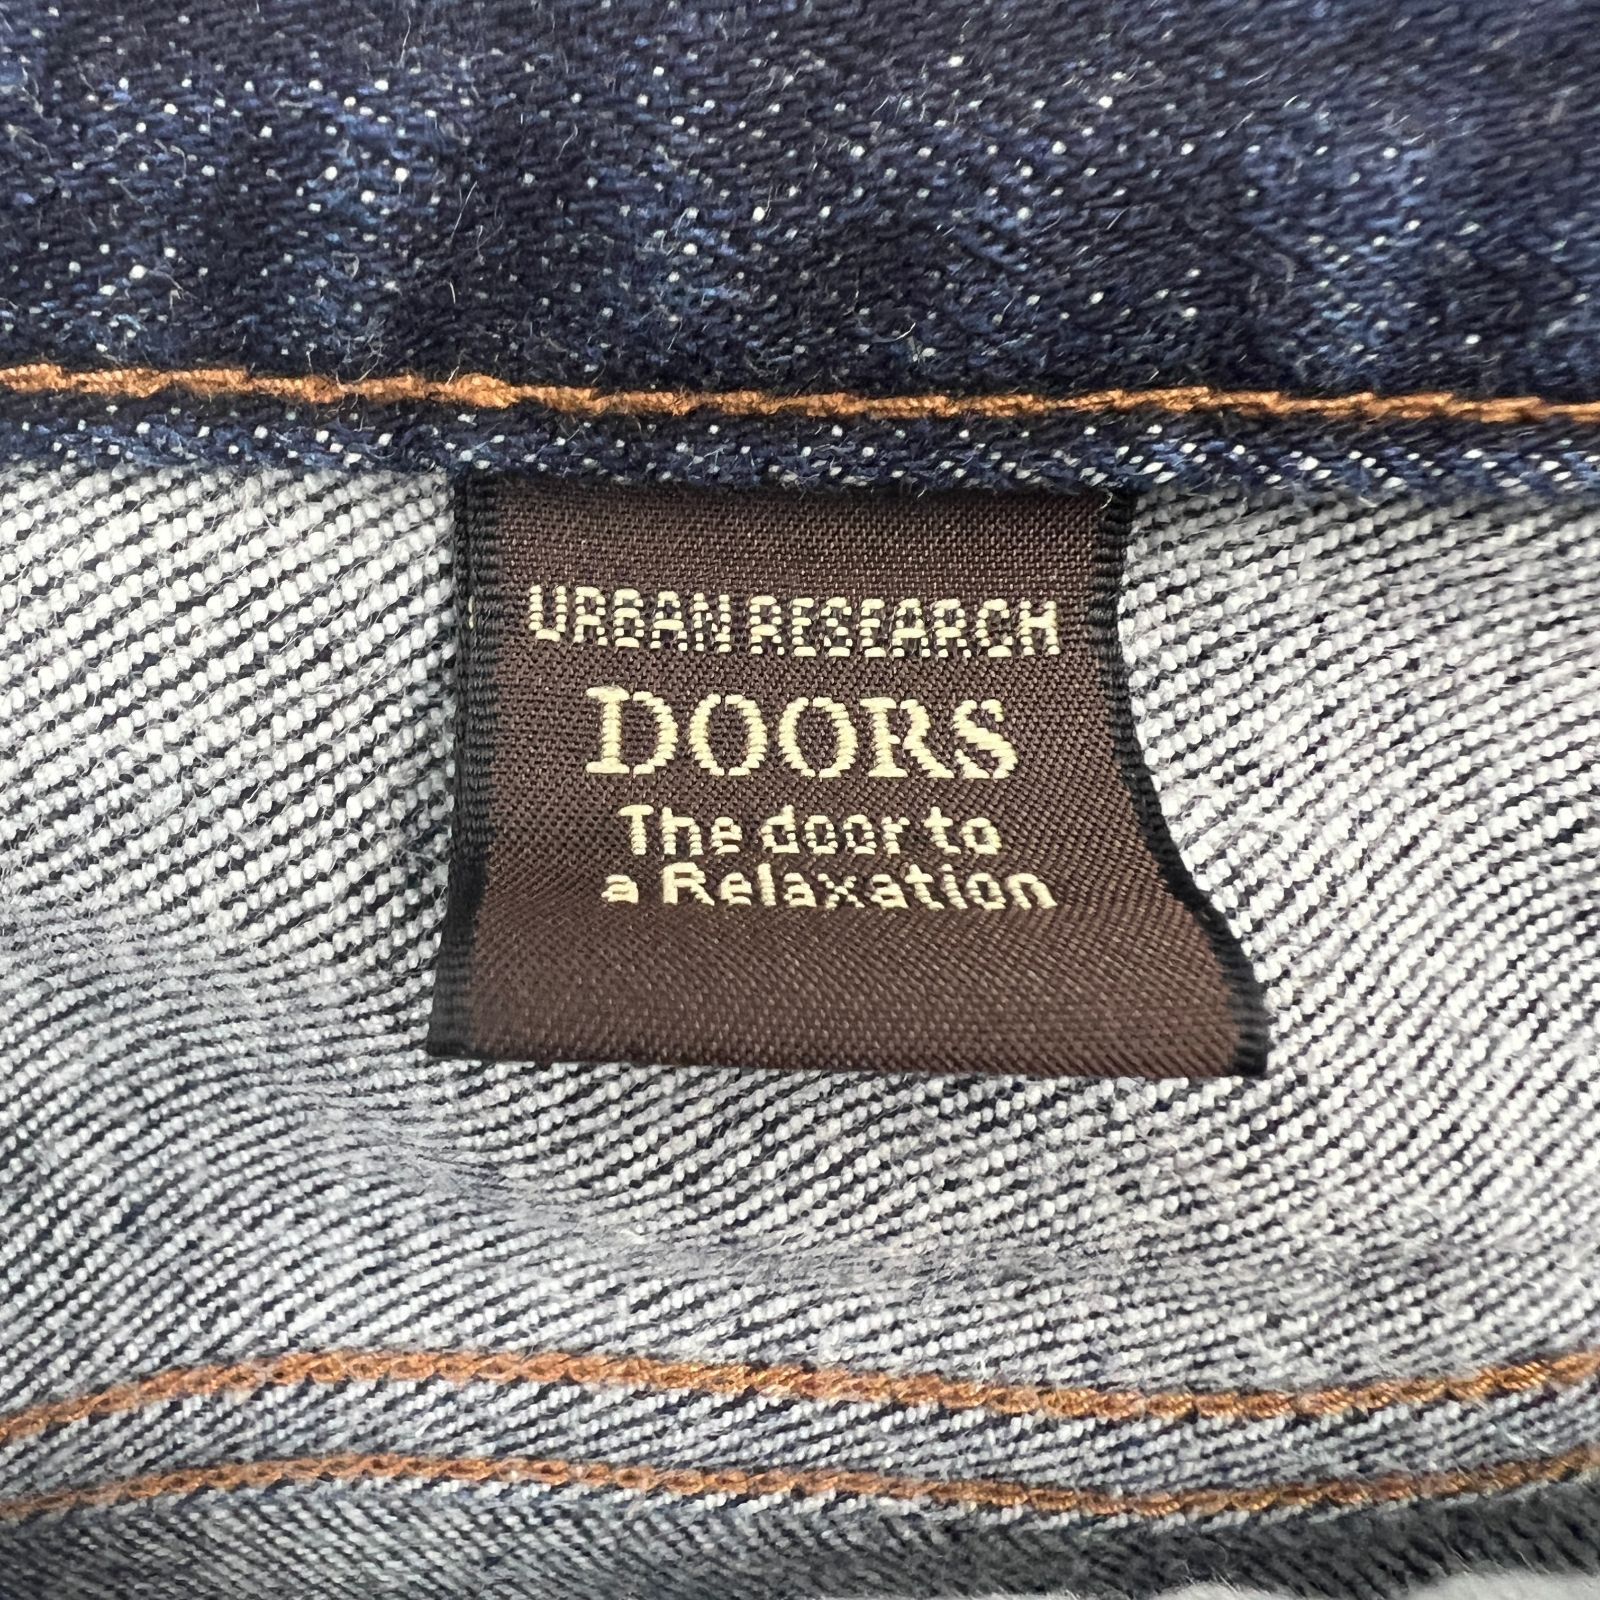 URBAN RESEARCH
DOORS
The door to
a Relaxation